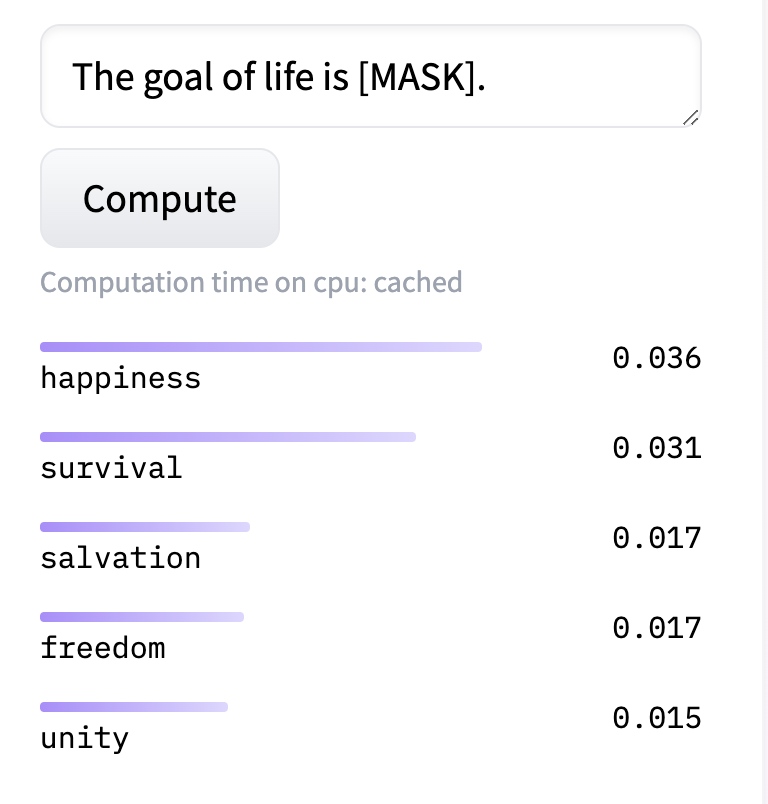 The goal of life is [MASK].
Compute
Computation time on cpu: cached
happiness 0.036
survival 0.031
salvation 0.017
freedom 0.017
unity 0.015